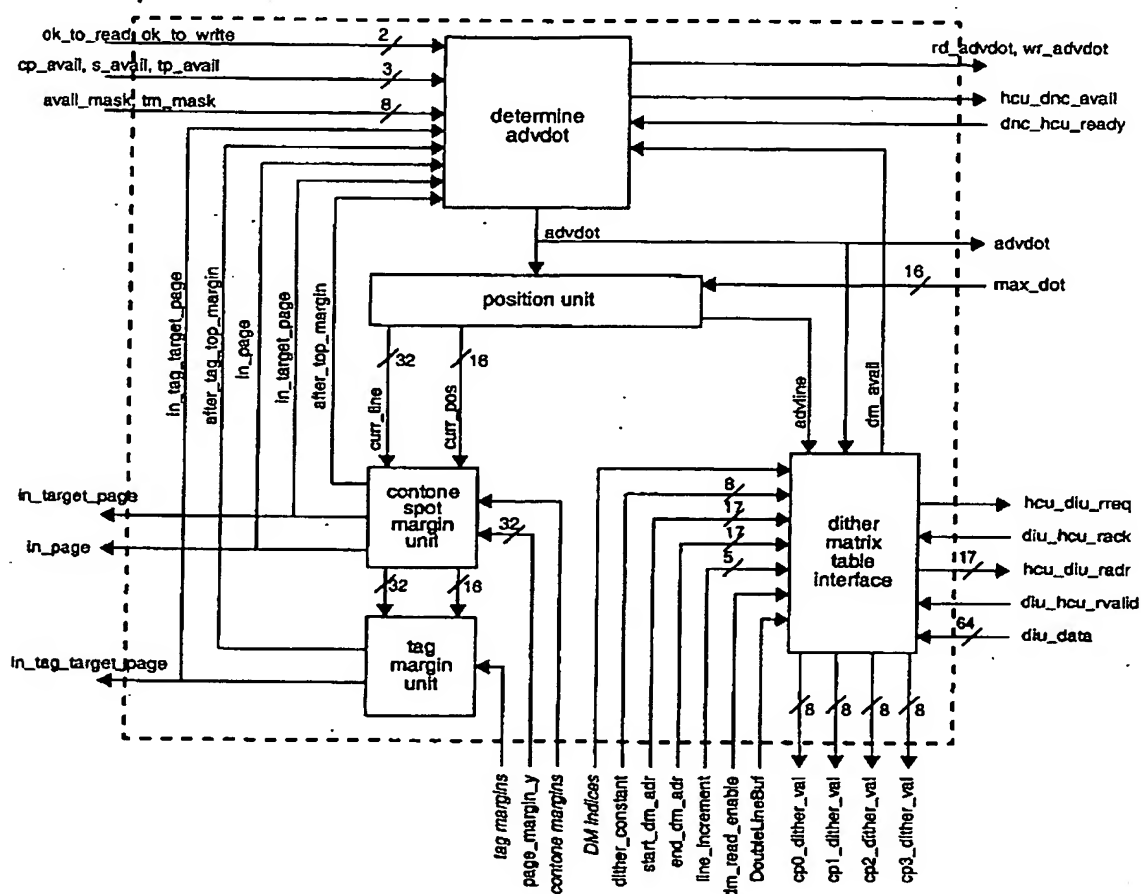 ok_to_read, ok_to_write
2
rd_advdot, wr_advdot
cp_avail, s_avail, tp_avail
3
hcu_dnc_avail
avail_mask, tm_mask
8
determine
advdot
dnc_hcu_ready
advdot
advdot
16
max_dot
position unit
in_tag_target_page
after_tag_top_margin
in_page
in_target_page
after_top_margin
32
16
curr_line
curr_pos
advline
dm_avail
in_target_page
in_page
contone
spot
margin
unit
32
32
16
8
17
17
5
dither
matrix
table
interface
hcu_diu_rreq
diu_hcu_rack
17
hcu_diu_radr
diu_hcu_rvalid
64
diu_data
in_tag_target_page
tag
margin
unit
8
8
8
8
tag margins
page_margin_y
contone margins
DM indices
dither_constant
start_dm_adr
end_dm_adr
line_increment
dm_read_enable
DoubleLineBuf
cp0_dither_val
cp1_dither_val
cp2_dither_val
cp3_dither_val